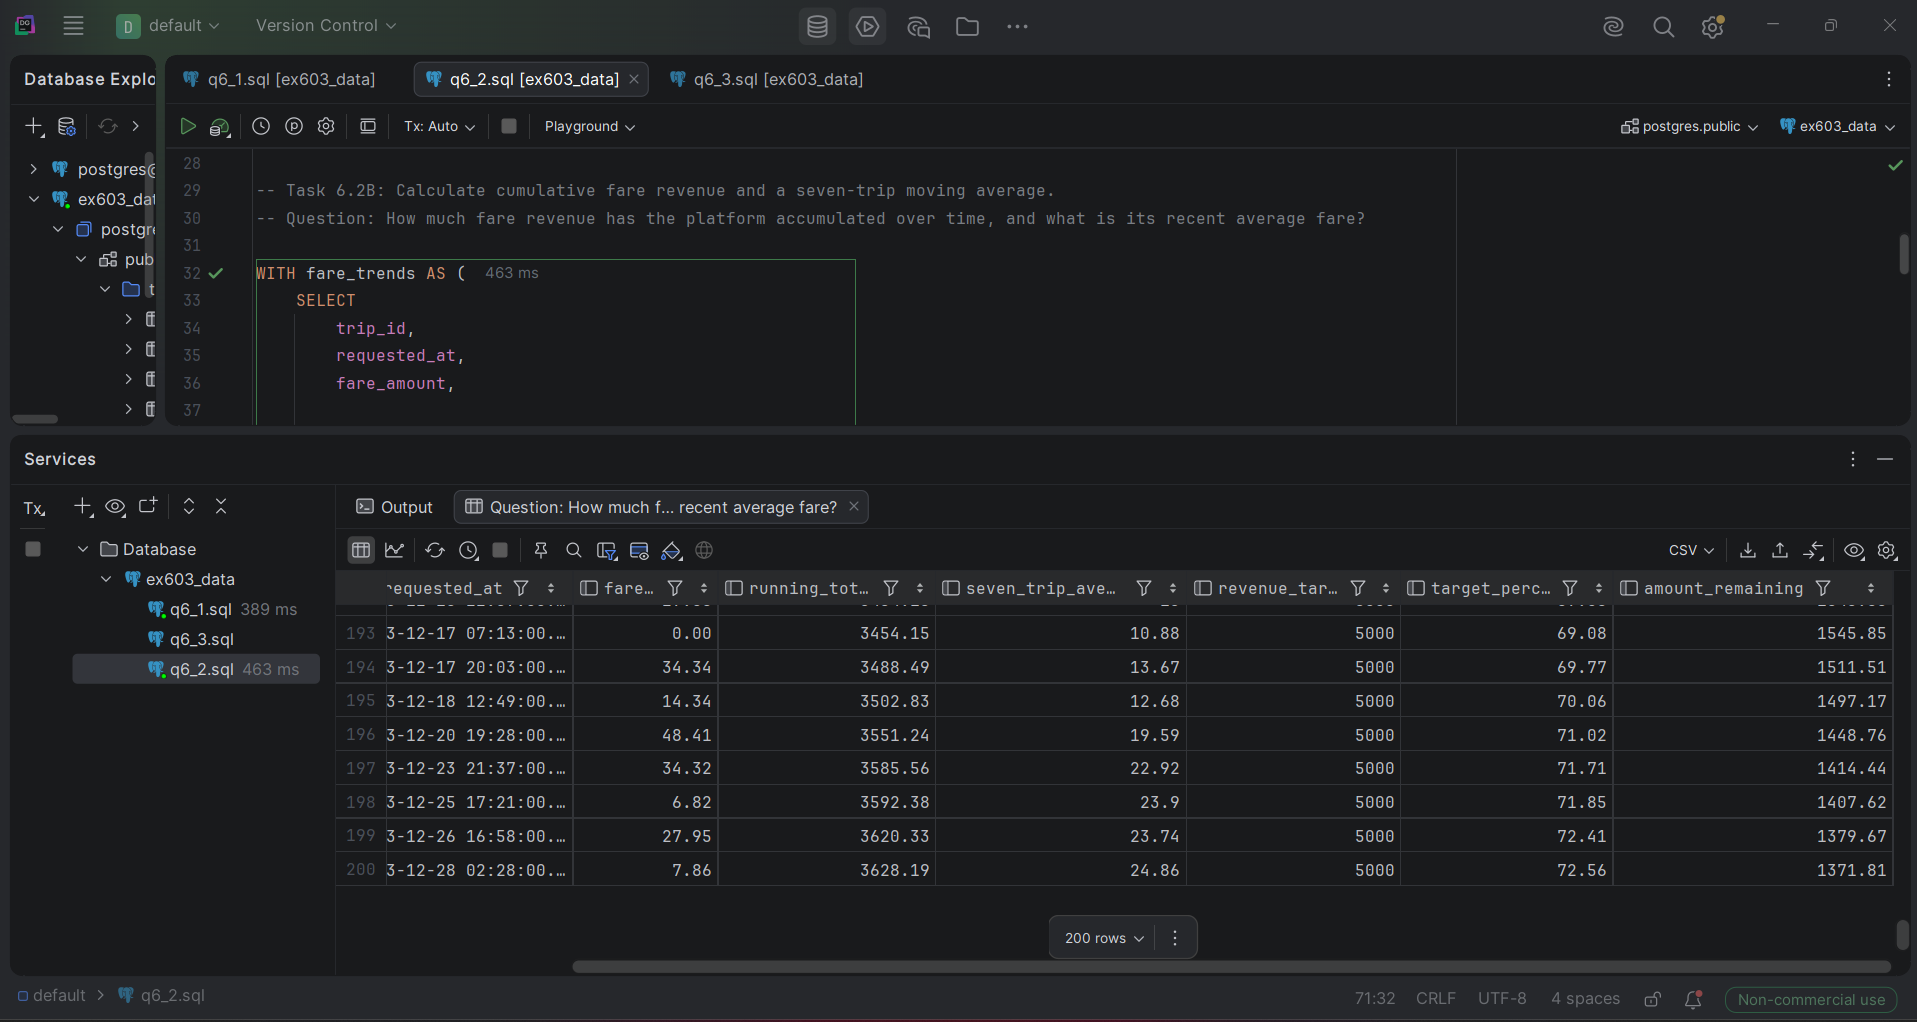 D default Version Control
Database Explo
q6_1.sql [ex603_data] q6_2.sql [ex603_data] q6_3.sql [ex603_data]
Tx: Auto Playground postgres.public ex603_data
postgres@
ex603_dat
postgre
pub
t
28
29 -- Task 6.2B: Calculate cumulative fare revenue and a seven-trip moving average.
30 -- Question: How much fare revenue has the platform accumulated over time, and what is its recent average fare?
31
32 WITH fare_trends AS ( 463 ms
33 SELECT
34 trip_id,
35 requested_at,
36 fare_amount,
37
Services
Tx
Database
ex603_data
q6_1.sql 389 ms
q6_3.sql
q6_2.sql 463 ms
Output Question: How much f... recent average fare?
CSV
requested_at fare... running_tot... seven_trip_ave... revenue_tar... target_perc... amount_remaining
193 3-12-17 07:13:00.… 0.00 3454.15 10.88 5000 69.08 1545.85
194 3-12-17 20:03:00.… 34.34 3488.49 13.67 5000 69.77 1511.51
195 3-12-18 12:49:00.… 14.34 3502.83 12.68 5000 70.06 1497.17
196 3-12-20 19:28:00.… 48.41 3551.24 19.59 5000 71.02 1448.76
197 3-12-23 21:37:00.… 34.32 3585.56 22.92 5000 71.71 1414.44
198 3-12-25 17:21:00.… 6.82 3592.38 23.9 5000 71.85 1407.62
199 3-12-26 16:58:00.… 27.95 3620.33 23.74 5000 72.41 1379.67
200 3-12-28 02:28:00.… 7.86 3628.19 24.86 5000 72.56 1371.81
200 rows
default q6_2.sql 71:32 CRLF UTF-8 4 spaces Non-commercial use